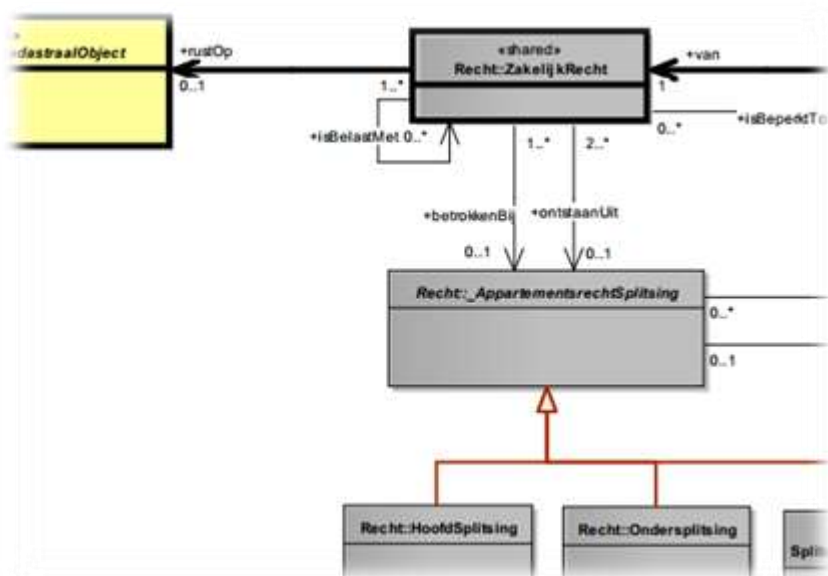 «shared»
dastraalObject
+rustOp
Recht::ZakelijkRecht
+van
0..1
1..*
1
+isBelastMet 0..*
0..*
+isBeperktTo
1..*
2..*
+betrokkenBij
+ontstaanUit
0..1
0..1
Recht::_AppartementsrechtSplitsing
0..*
0..1
Recht::HoofdSplitsing
Recht::Ondersplitsing
Split